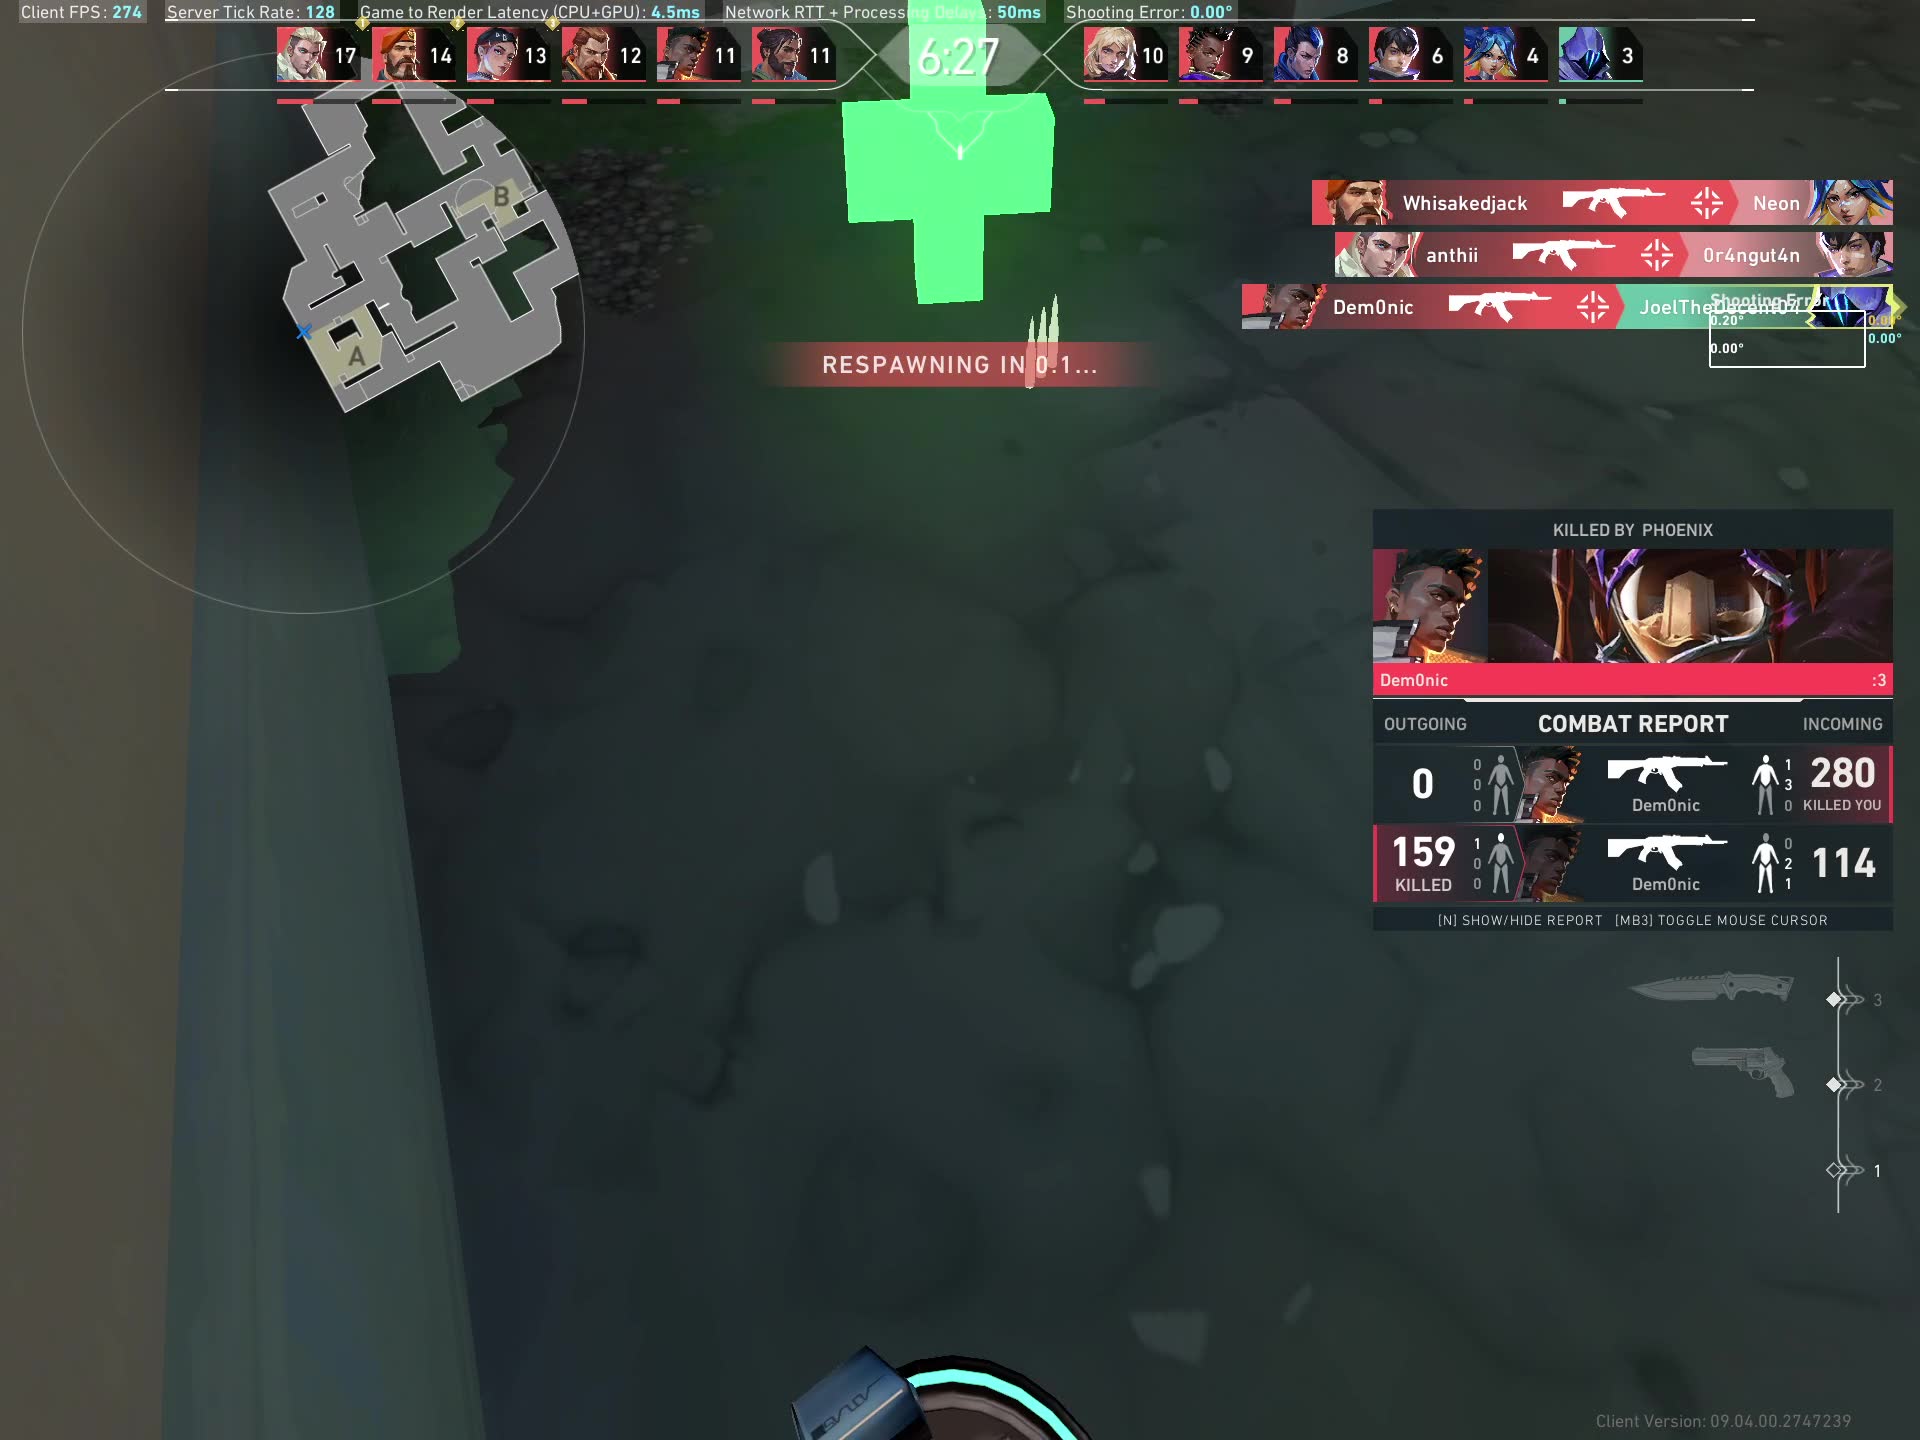 Client FPS: 274 Server Tick Rate: 128 Game to Render Latency (CPU+GPU): 4.5ms Network RTT + Processing Delays: 50ms Shooting Error: 0.00°
17 14 13 12 11 11 6:27 10 9 8 6 4 3
B
A
Whisakedjack Neon
anthii 0r4ngut4n
Dem0nic JoelTheDecent04
Shooting Error
0.20° 0.00°
0.00° 0.00°
RESPAWNING IN 0.1...
KILLED BY PHOENIX
Dem0nic :3
OUTGOING COMBAT REPORT INCOMING
0 0 0 0 Dem0nic 1 3 0 280 KILLED YOU
159 KILLED 1 0 0 Dem0nic 0 2 1 114
[N] SHOW/HIDE REPORT [MB3] TOGGLE MOUSE CURSOR
3
2
1
Client Version: 09.04.00.2747239